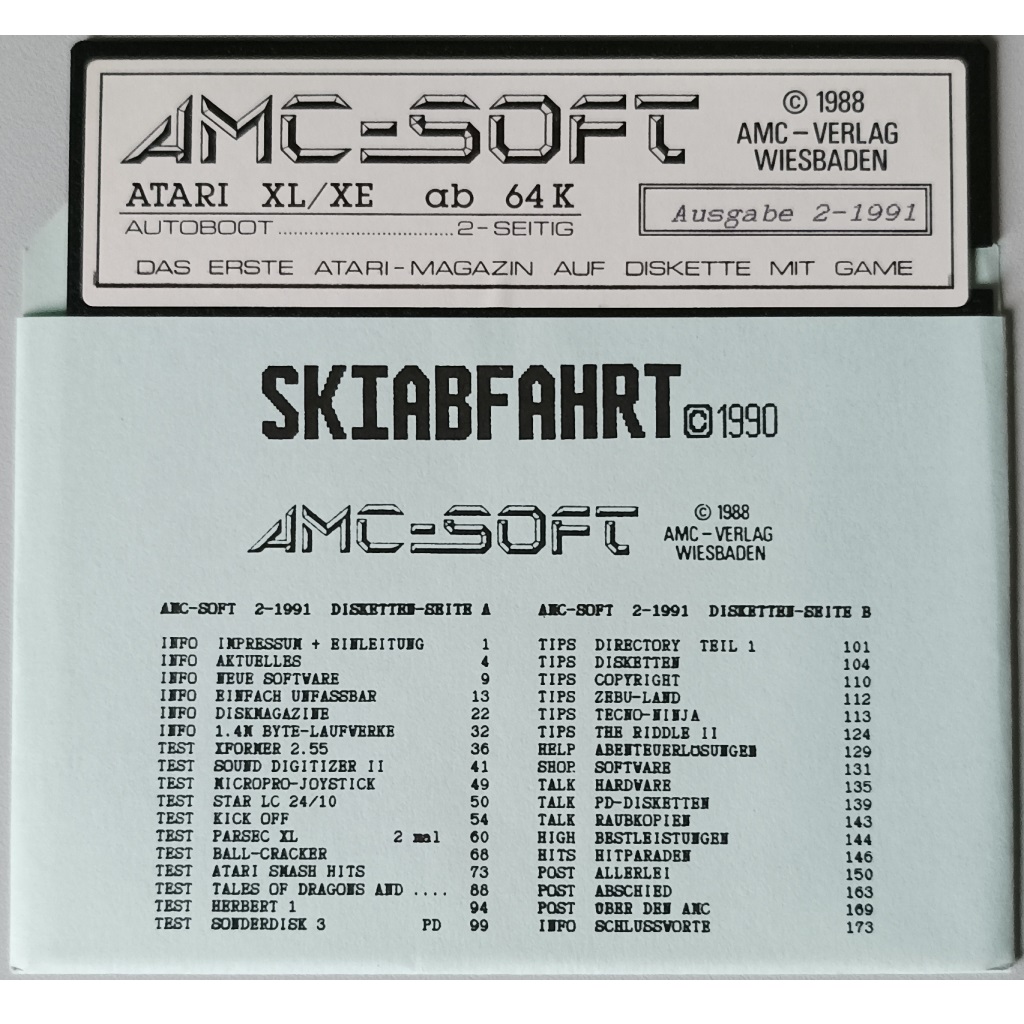 AMC-SOFT
© 1988
AMC-VERLAG
WIESBADEN
ATARI XL/XE ab 64K
AUTOBOOT..............................2-SEITIG
Ausgabe 2-1991
DAS ERSTE ATARI-MAGAZIN AUF DISKETTE MIT GAME
SKIABFAHRT © 1990
AMC-SOFT
© 1988
AMC-VERLAG
WIESBADEN
AMC-SOFT 2-1991 DISKETTEN-SEITE A
INFO IMPRESSUM + EINLEITUNG 1
INFO AKTUELLES 4
INFO NEUE SOFTWARE 9
INFO EINFACH UNFASSBAR 13
INFO DISKMAGAZINE 22
INFO 1.4M BYTE-LAUFWERKE 32
TEST XFORMER 2.55 36
TEST SOUND DIGITIZER II 41
TEST MICROPRO-JOYSTICK 49
TEST STAR LC 24/10 50
TEST KICK OFF 54
TEST PARSEC XL 2 mal 60
TEST BALL-CRACKER 68
TEST ATARI SMASH HITS 73
TEST TALES OF DRAGONS AND .... 88
TEST HERBERT 1 94
TEST SONDERDISK 3 PD 99
AMC-SOFT 2-1991 DISKETTEN-SEITE B
TIPS DIRECTORY TEIL 1 101
TIPS DISKETTEN 104
TIPS COPYRIGHT 110
TIPS ZEBU-LAND 112
TIPS TECNO-NINJA 113
TIPS THE RIDDLE II 124
HELP ABENTEUERLÖSUNGEN 129
SHOP SOFTWARE 131
TALK HARDWARE 135
TALK PD-DISKETTEN 139
TALK RAUBKOPIEN 143
HIGH BESTLEISTUNGEN 144
HITS HITPARADEN 146
POST ALLERLEI 150
POST ABSCHIED 163
POST ÜBER DEN AMC 169
INFO SCHLUSSWORTE 173